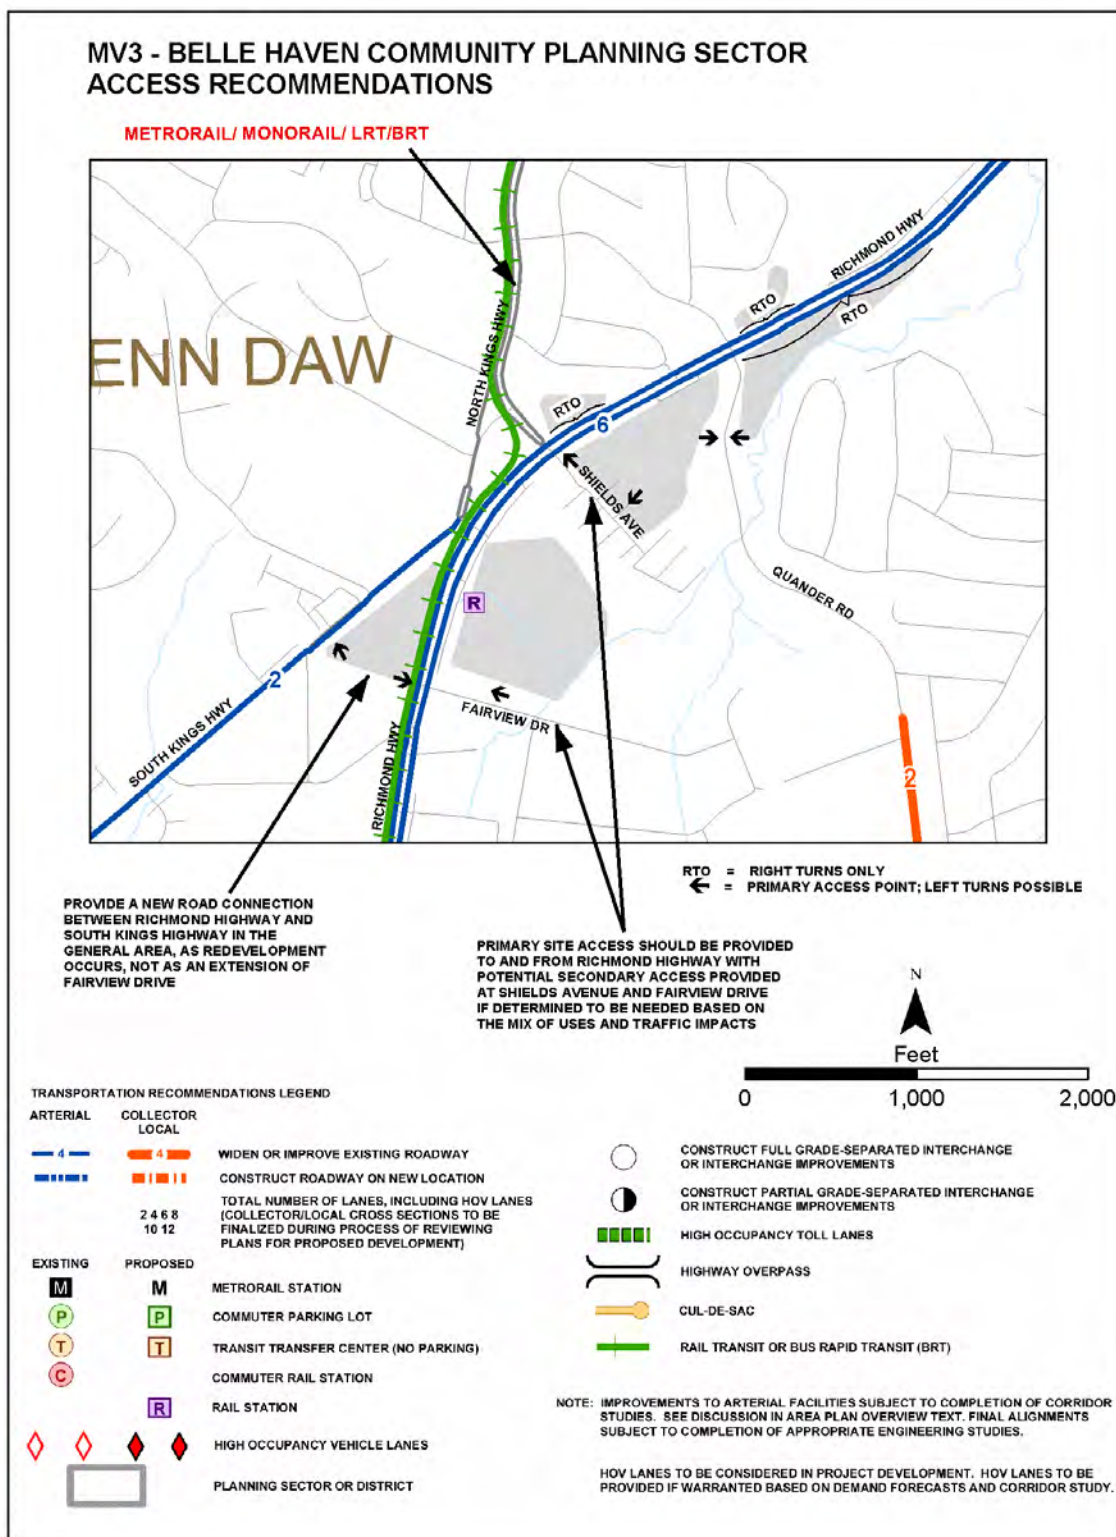 MV3 - BELLE HAVEN COMMUNITY PLANNING SECTOR
ACCESS RECOMMENDATIONS
METRORAIL/ MONORAIL/ LRT/BRT
RICHMOND HWY
RTO
RTO
ENN DAW
NORTH KINGS HWY
RTO
6
SHIELDS AVE
QUANDER RD
R
2
FAIRVIEW DR
SOUTH KINGS HWY
RICHMOND HWY
2
RTO = RIGHT TURNS ONLY
= PRIMARY ACCESS POINT; LEFT TURNS POSSIBLE
PROVIDE A NEW ROAD CONNECTION
BETWEEN RICHMOND HIGHWAY AND
SOUTH KINGS HIGHWAY IN THE
GENERAL AREA, AS REDEVELOPMENT
OCCURS, NOT AS AN EXTENSION OF
FAIRVIEW DRIVE
PRIMARY SITE ACCESS SHOULD BE PROVIDED
TO AND FROM RICHMOND HIGHWAY WITH
POTENTIAL SECONDARY ACCESS PROVIDED
AT SHIELDS AVENUE AND FAIRVIEW DRIVE
IF DETERMINED TO BE NEEDED BASED ON
THE MIX OF USES AND TRAFFIC IMPACTS
N
Feet
0 1,000 2,000
TRANSPORTATION RECOMMENDATIONS LEGEND
ARTERIAL COLLECTOR
LOCAL
4 4 WIDEN OR IMPROVE EXISTING ROADWAY
CONSTRUCT ROADWAY ON NEW LOCATION
TOTAL NUMBER OF LANES, INCLUDING HOV LANES
2 4 6 8 (COLLECTOR/LOCAL CROSS SECTIONS TO BE
10 12 FINALIZED DURING PROCESS OF REVIEWING
PLANS FOR PROPOSED DEVELOPMENT)
EXISTING PROPOSED
M M METRORAIL STATION
P P COMMUTER PARKING LOT
T T TRANSIT TRANSFER CENTER (NO PARKING)
C COMMUTER RAIL STATION
R RAIL STATION
HIGH OCCUPANCY VEHICLE LANES
PLANNING SECTOR OR DISTRICT
CONSTRUCT FULL GRADE-SEPARATED INTERCHANGE
OR INTERCHANGE IMPROVEMENTS
CONSTRUCT PARTIAL GRADE-SEPARATED INTERCHANGE
OR INTERCHANGE IMPROVEMENTS
HIGH OCCUPANCY TOLL LANES
HIGHWAY OVERPASS
CUL-DE-SAC
RAIL TRANSIT OR BUS RAPID TRANSIT (BRT)
NOTE: IMPROVEMENTS TO ARTERIAL FACILITIES SUBJECT TO COMPLETION OF CORRIDOR
STUDIES. SEE DISCUSSION IN AREA PLAN OVERVIEW TEXT. FINAL ALIGNMENTS
SUBJECT TO COMPLETION OF APPROPRIATE ENGINEERING STUDIES.
HOV LANES TO BE CONSIDERED IN PROJECT DEVELOPMENT. HOV LANES TO BE
PROVIDED IF WARRANTED BASED ON DEMAND FORECASTS AND CORRIDOR STUDY.